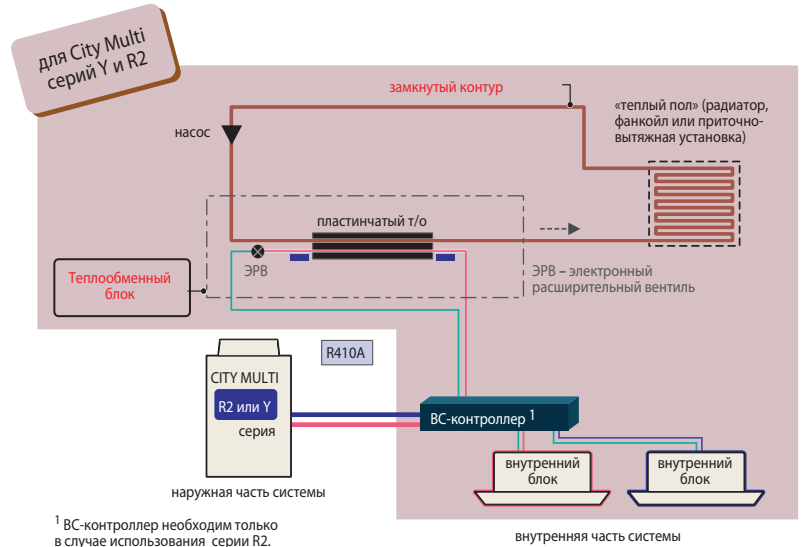 для City Multi
серий Y и R2
замкнутый контур
«теплый пол» (радиатор,
фанкойл или приточно-
вытяжная установка)
насос
пластинчатый т/о
ЭРВ
ЭРВ – электронный
расширительный вентиль
Теплообменный
блок
R410A
CITY MULTI
R2 или Y
серия
BC-контроллер 1
внутренний
блок
внутренний
блок
наружная часть системы
1 BC-контроллер необходим только
в случае использования серии R2.
внутренняя часть системы